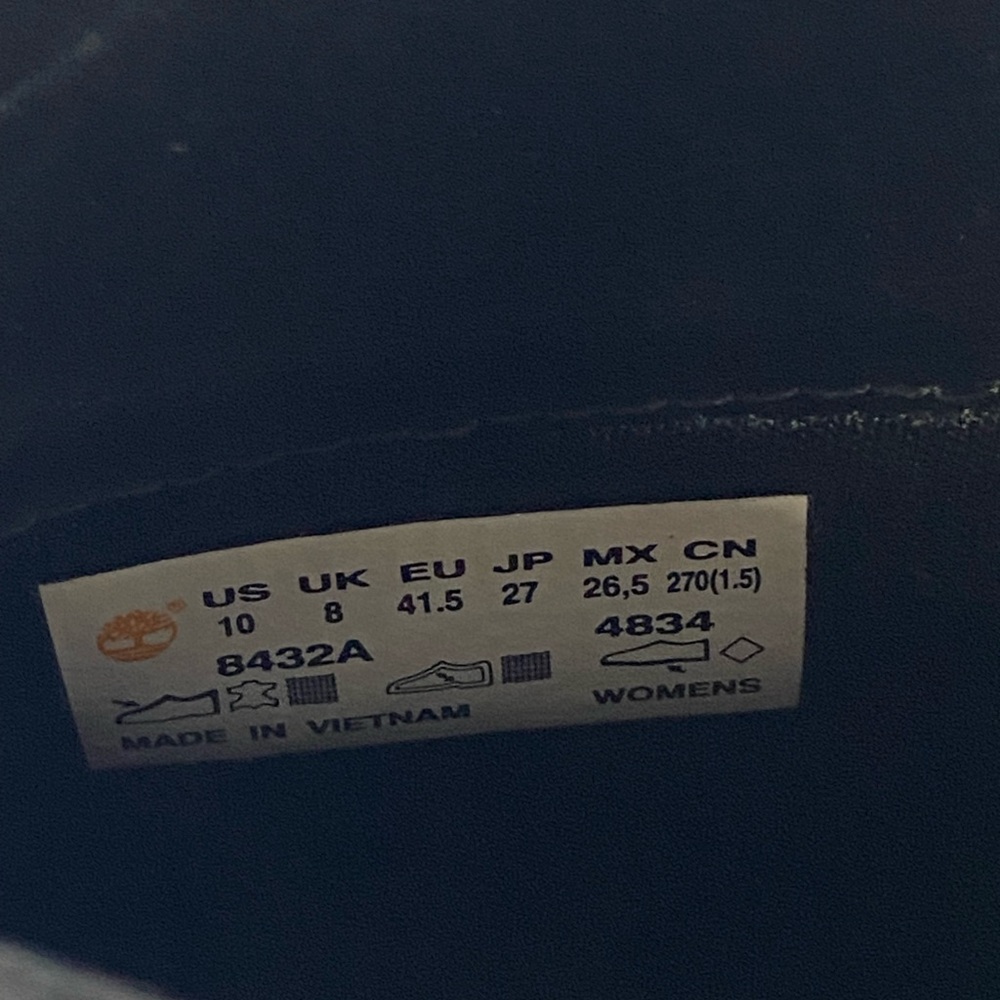 US UK EU JP MX CN
10 8 41.5 27 26,5 270(1.5)
8432A 4834
MADE IN VIETNAM WOMENS